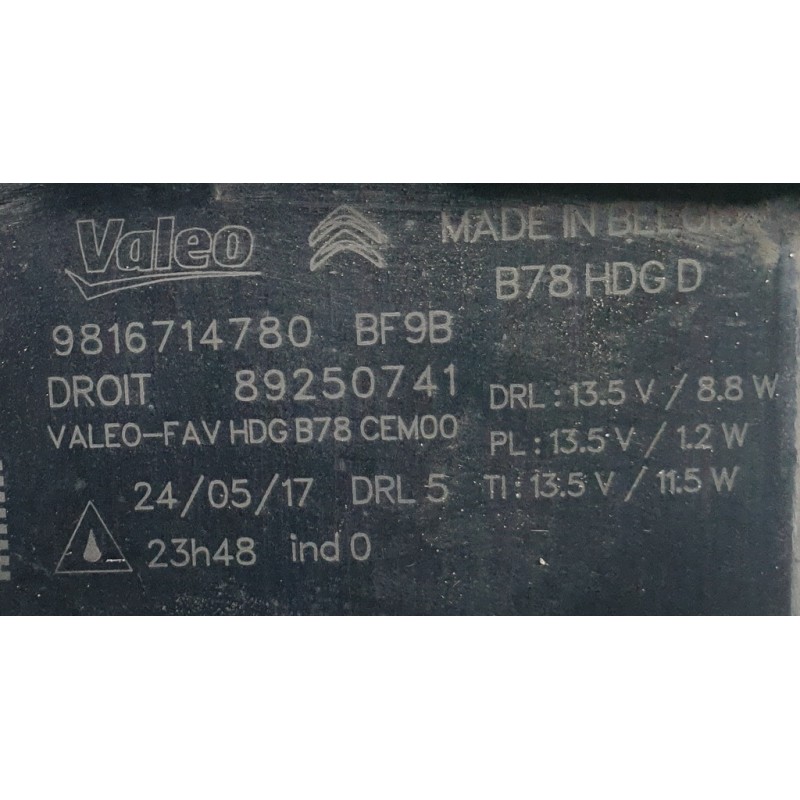 Valeo MADE IN
B78 HDG D
9816714780 BF9B
DROIT 89250741
DRL : 13.5 V / 8.8 W
VALEO-FAV HDG B78 CEM00
PL : 13.5 V / 1.2 W
24/05/17 DRL 5
TI : 13.5 V / 11.5 W
23h48 ind 0